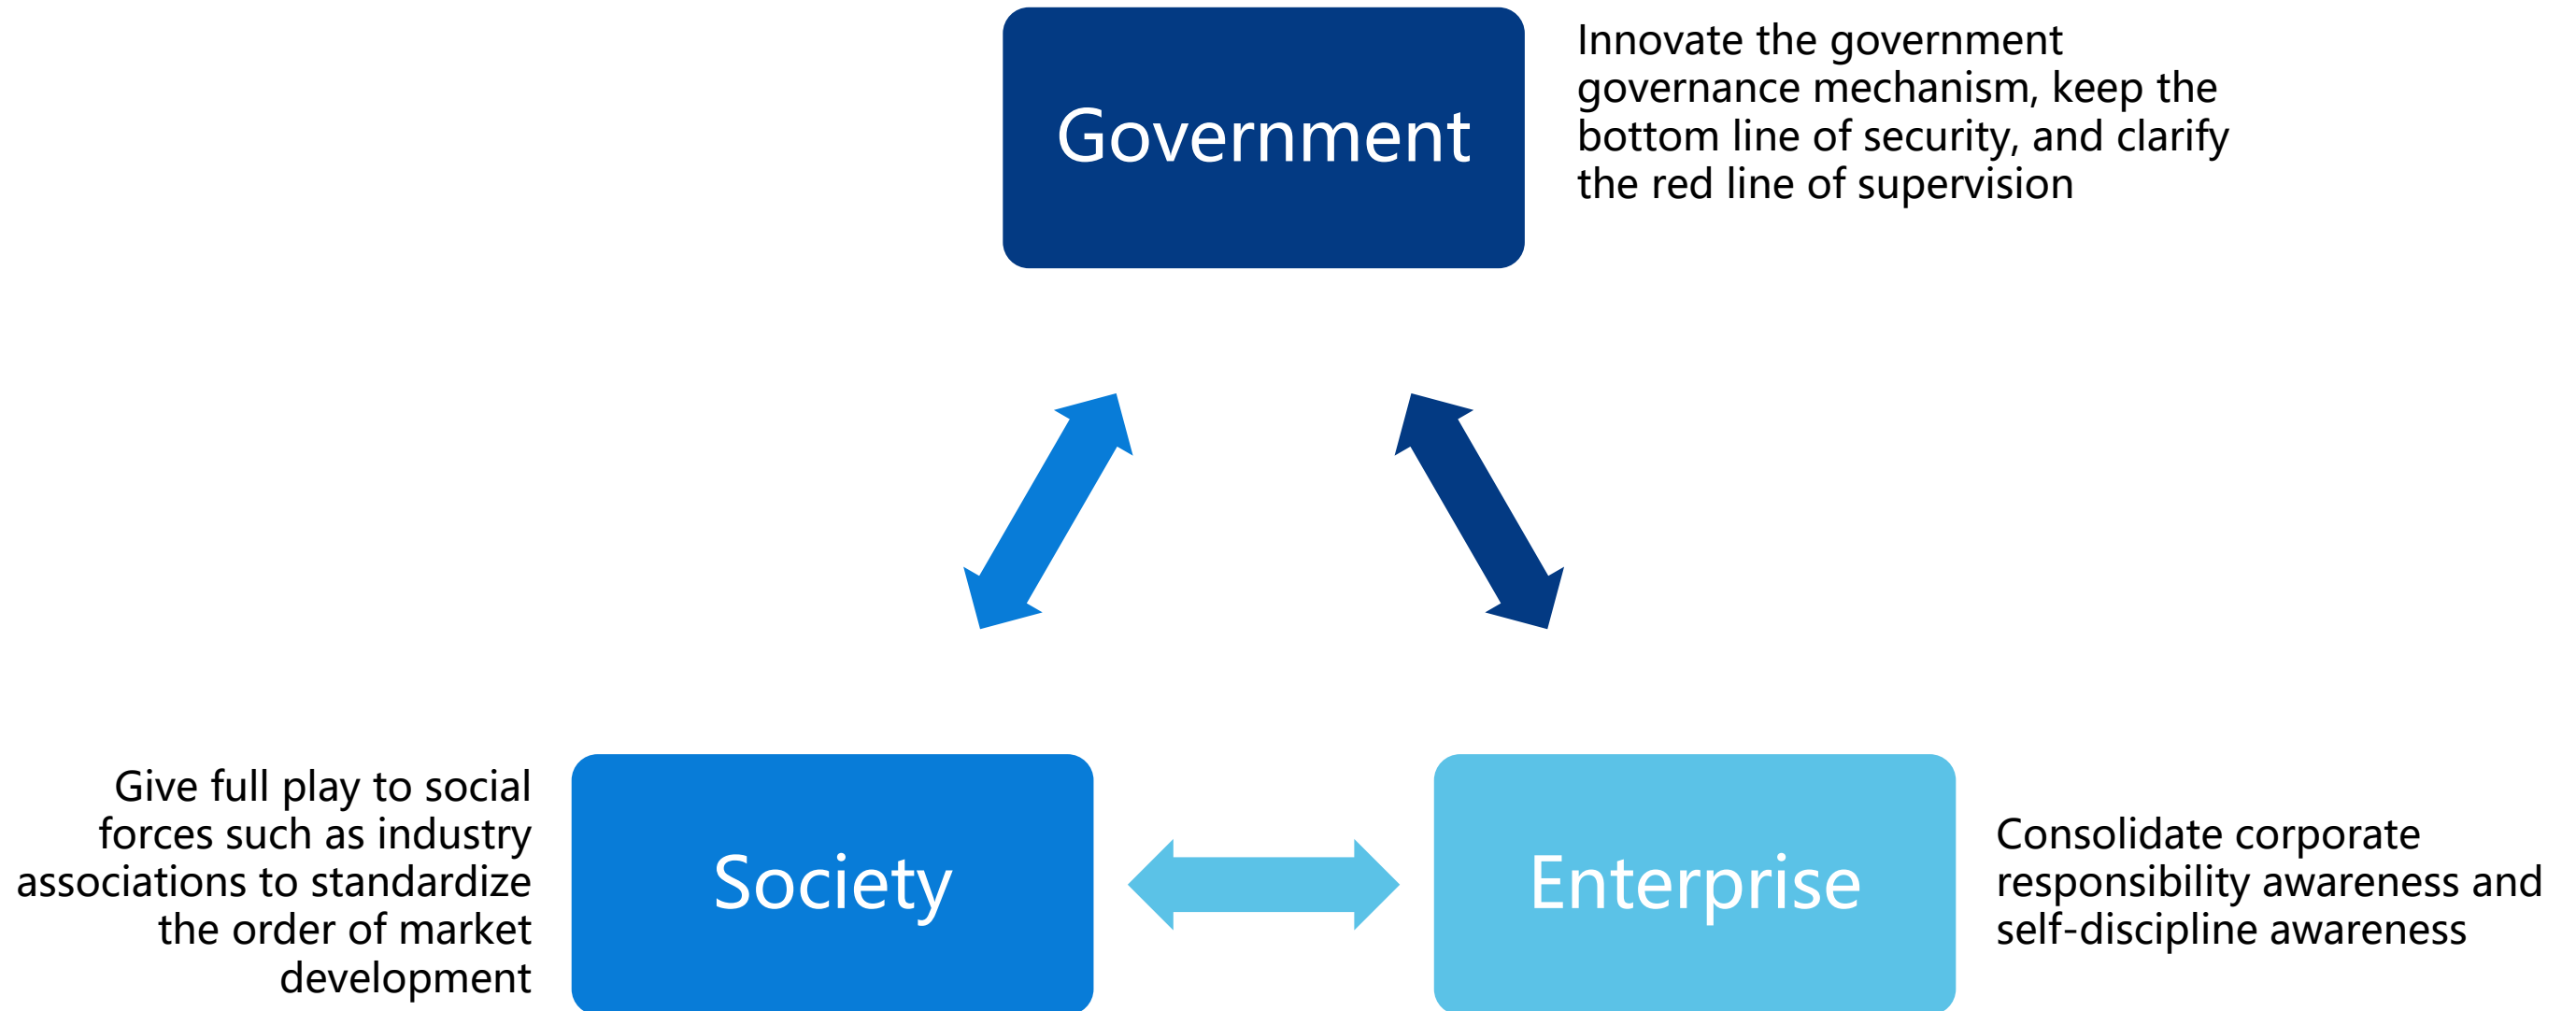 Government
Innovate the government
governance mechanism, keep the
bottom line of security, and clarify
the red line of supervision
Give full play to social
forces such as industry
associations to standardize
the order of market
development
Society
Enterprise
Consolidate corporate
responsibility awareness and
self-discipline awareness